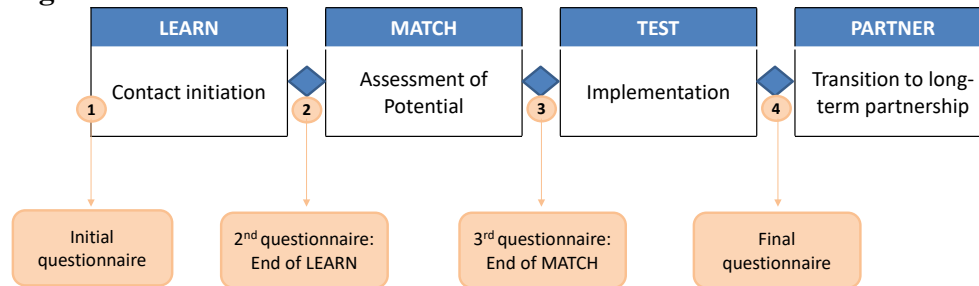 LEARN
MATCH
TEST
PARTNER
Contact initiation
Assessment of
Potential
Implementation
Transition to long-
term partnership
1
2
3
4
Initial
questionnaire
2nd questionnaire:
End of LEARN
3rd questionnaire:
End of MATCH
Final
questionnaire